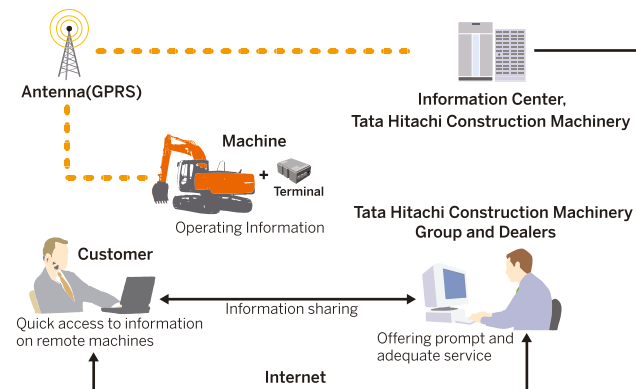 Antenna(GPRS)
Information Center,
Tata Hitachi Construction Machinery
Machine
+
Terminal
Operating Information
Tata Hitachi Construction Machinery
Group and Dealers
Customer
Information sharing
Quick access to information
on remote machines
Offering prompt and
adequate service
Internet